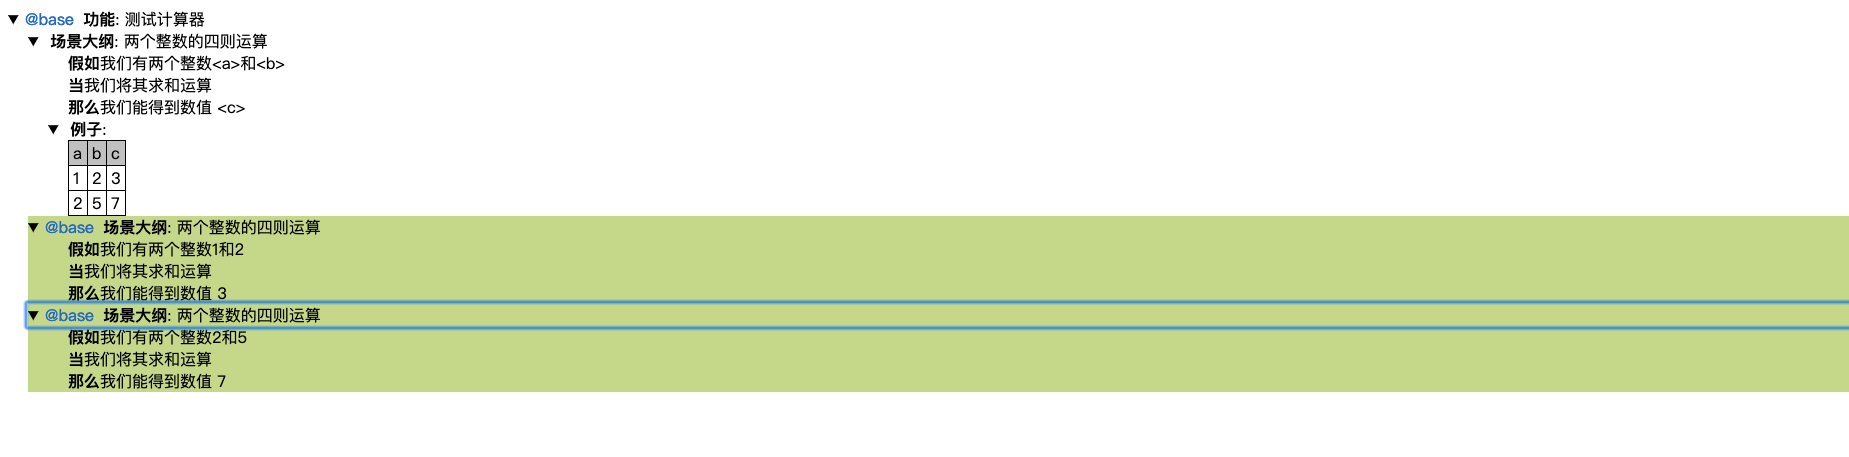 @base 功能: 测试计算器
场景大纲: 两个整数的四则运算
假如我们有两个整数<a>和<b>
当我们将其求和运算
那么我们能得到数值 <c>
例子:
a b c
1 2 3
2 5 7
@base 场景大纲: 两个整数的四则运算
假如我们有两个整数1和2
当我们将其求和运算
那么我们能得到数值 3
@base 场景大纲: 两个整数的四则运算
假如我们有两个整数2和5
当我们将其求和运算
那么我们能得到数值 7